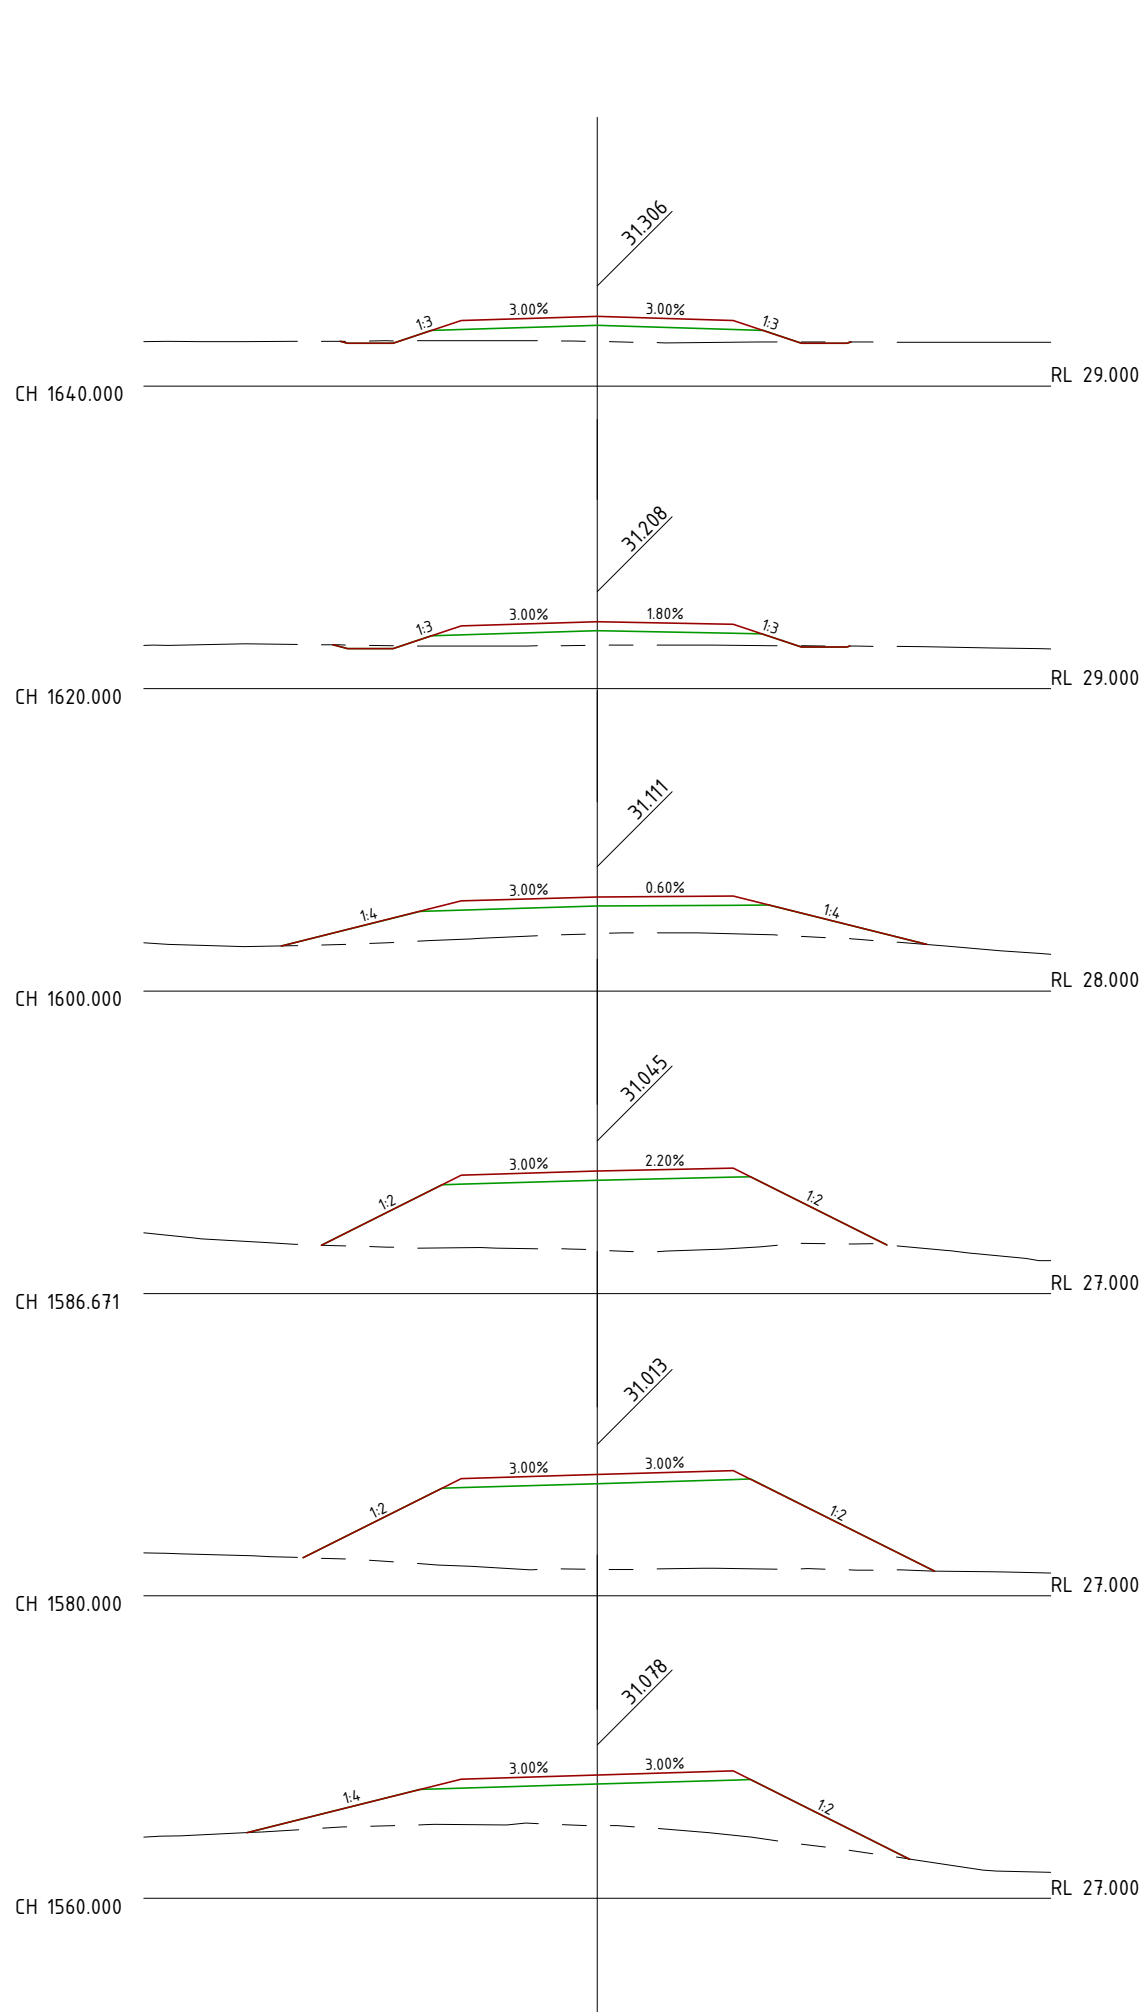 31.306
3.00% 3.00%
1:3 1:3
RL 29.000
CH 1640.000
31.208
3.00% 1.80%
1:3 1:3
RL 29.000
CH 1620.000
31.111
3.00% 0.60%
1:4 1:4
RL 28.000
CH 1600.000
31.045
3.00% 2.20%
1:2 1:2
RL 27.000
CH 1586.671
31.013
3.00% 3.00%
1:2 1:2
RL 27.000
CH 1580.000
31.078
3.00% 3.00%
1:4 1:2
RL 27.000
CH 1560.000